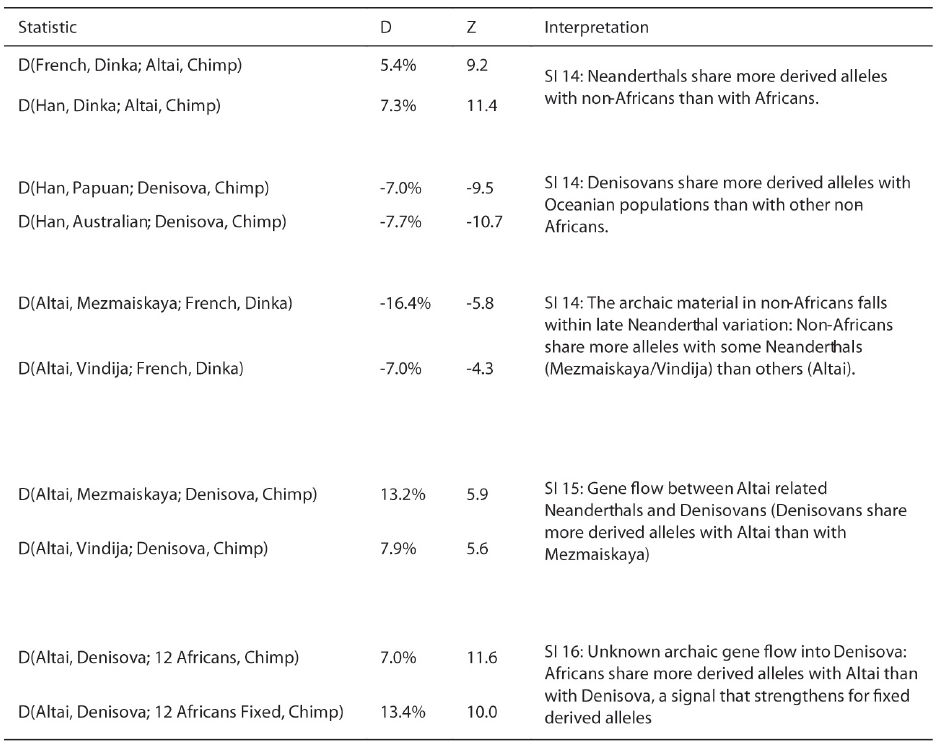 Statistic D Z Interpretation
D(French, Dinka; Altai, Chimp) 5.4% 9.2
SI 14: Neanderthals share more derived alleles
with non-Africans than with Africans.
D(Han, Dinka; Altai, Chimp) 7.3% 11.4
D(Han, Papuan; Denisova, Chimp) -7.0% -9.5
SI 14: Denisovans share more derived alleles with
Oceanian populations than with other non
Africans.
D(Han, Australian; Denisova, Chimp) -7.7% -10.7
D(Altai, Mezmaiskaya; French, Dinka) -16.4% -5.8
SI 14: The archaic material in non-Africans falls
within late Neanderthal variation: Non-Africans
share more alleles with some Neanderthals
(Mezmaiskaya/Vindija) than others (Altai).
D(Altai, Vindija; French, Dinka) -7.0% -4.3
D(Altai, Mezmaiskaya; Denisova, Chimp) 13.2% 5.9
SI 15: Gene flow between Altai related
Neanderthals and Denisovans (Denisovans share
more derived alleles with Altai than with
Mezmaiskaya)
D(Altai, Vindija; Denisova, Chimp) 7.9% 5.6
D(Altai, Denisova; 12 Africans, Chimp) 7.0% 11.6
SI 16: Unknown archaic gene flow into Denisova:
Africans share more derived alleles with Altai than
with Denisova, a signal that strengthens for fixed
derived alleles
D(Altai, Denisova; 12 Africans Fixed, Chimp) 13.4% 10.0